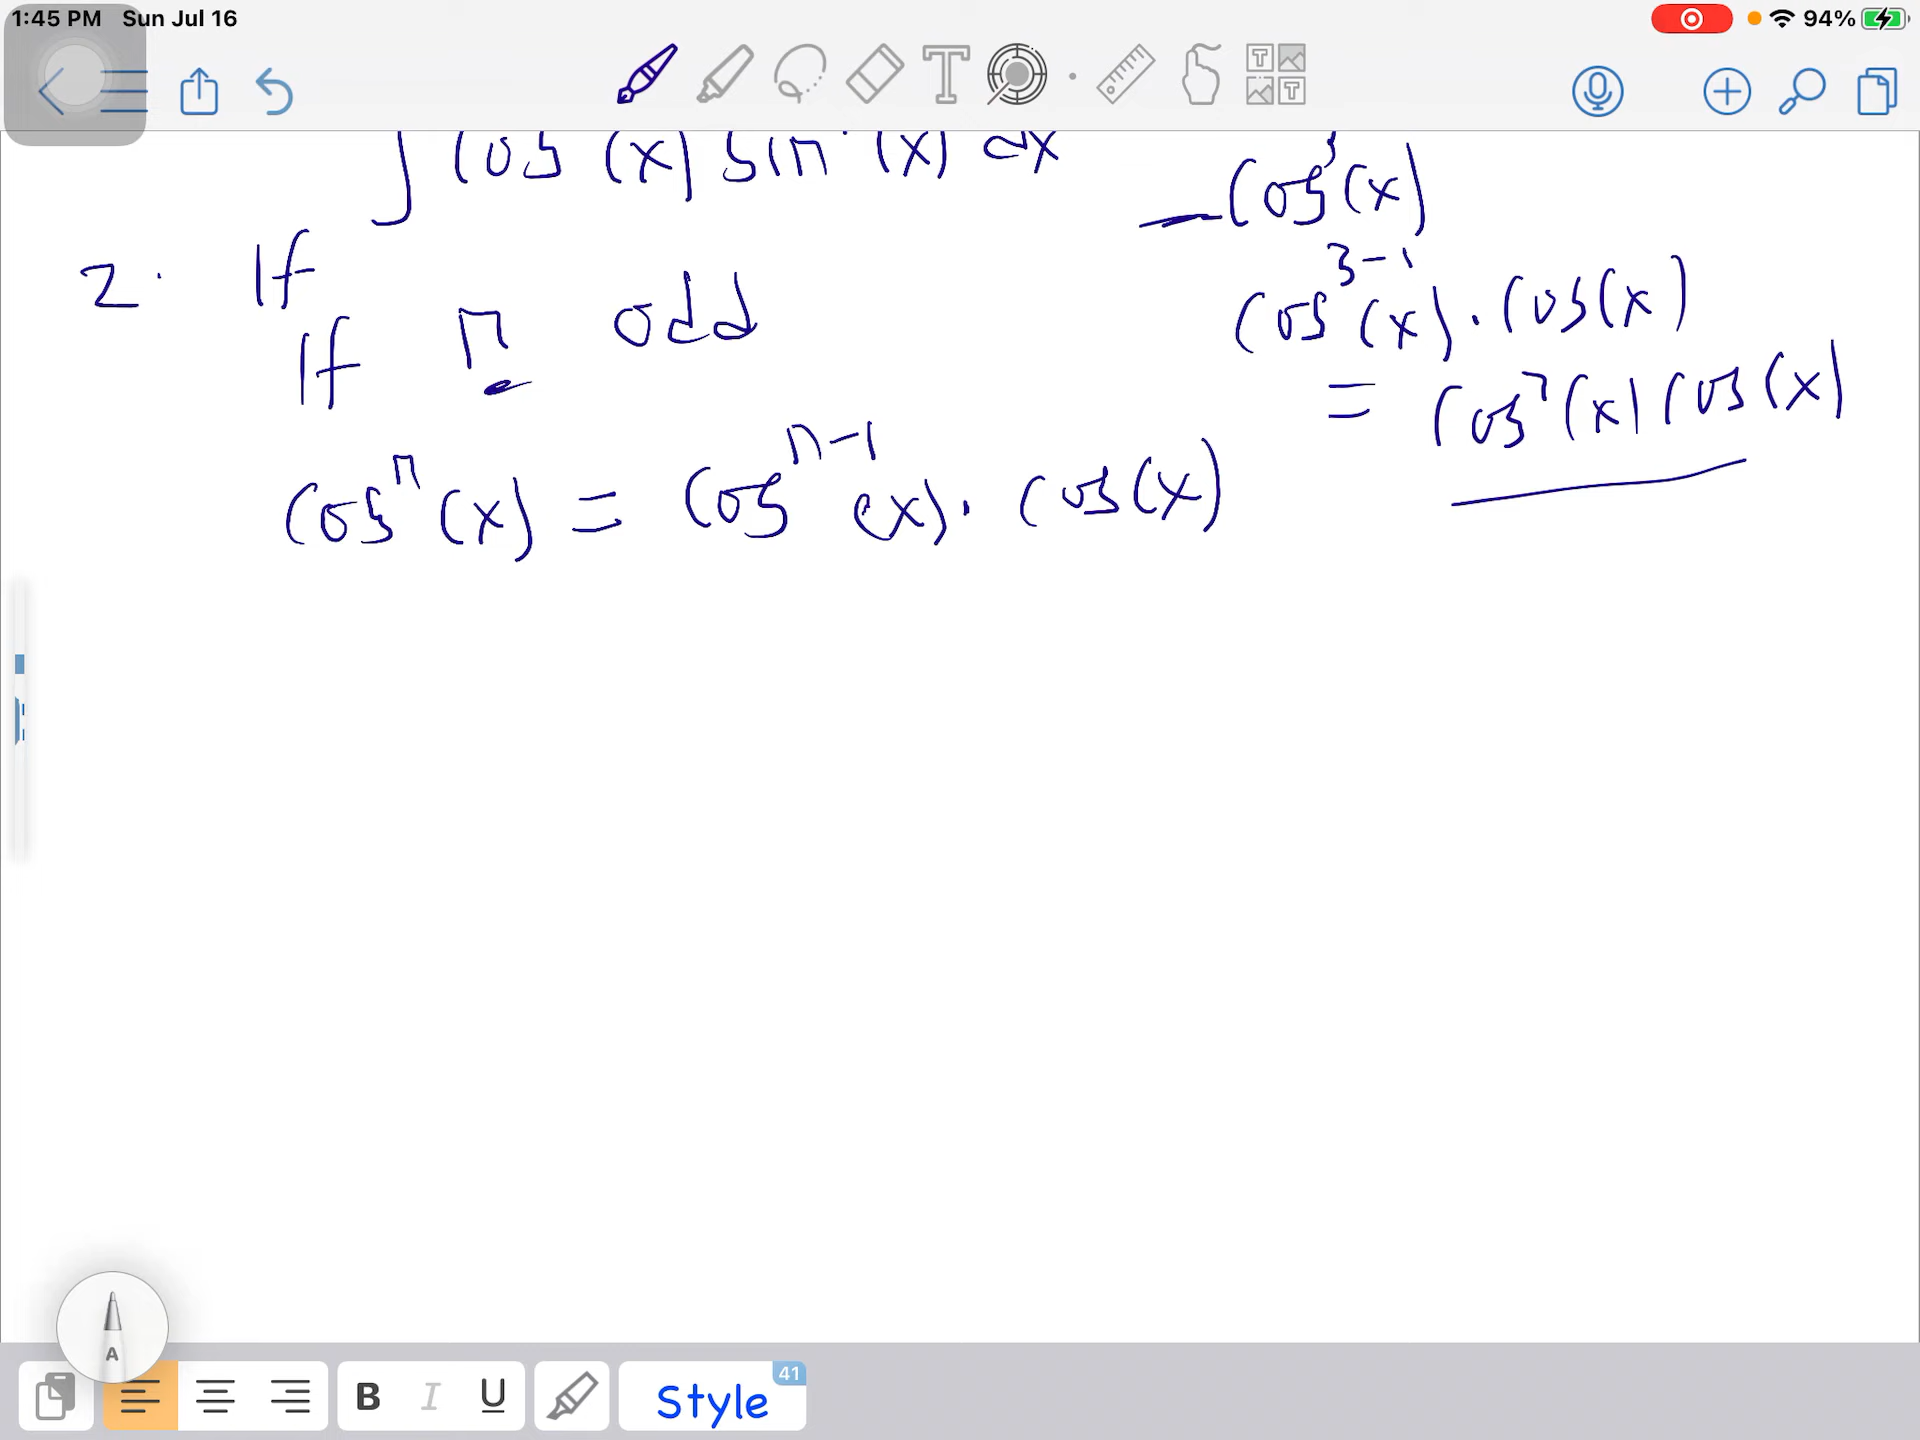 1:45 PM Sun Jul 16
94%
∫ cos (x) sin (x) dx
2. If
If n odd
cosⁿ(x) = cosⁿ⁻¹(x) · cos(x)
cos³(x)
cos³⁻¹(x) · cos(x)
= cos²(x) cos(x)
A
B I U
Style
41